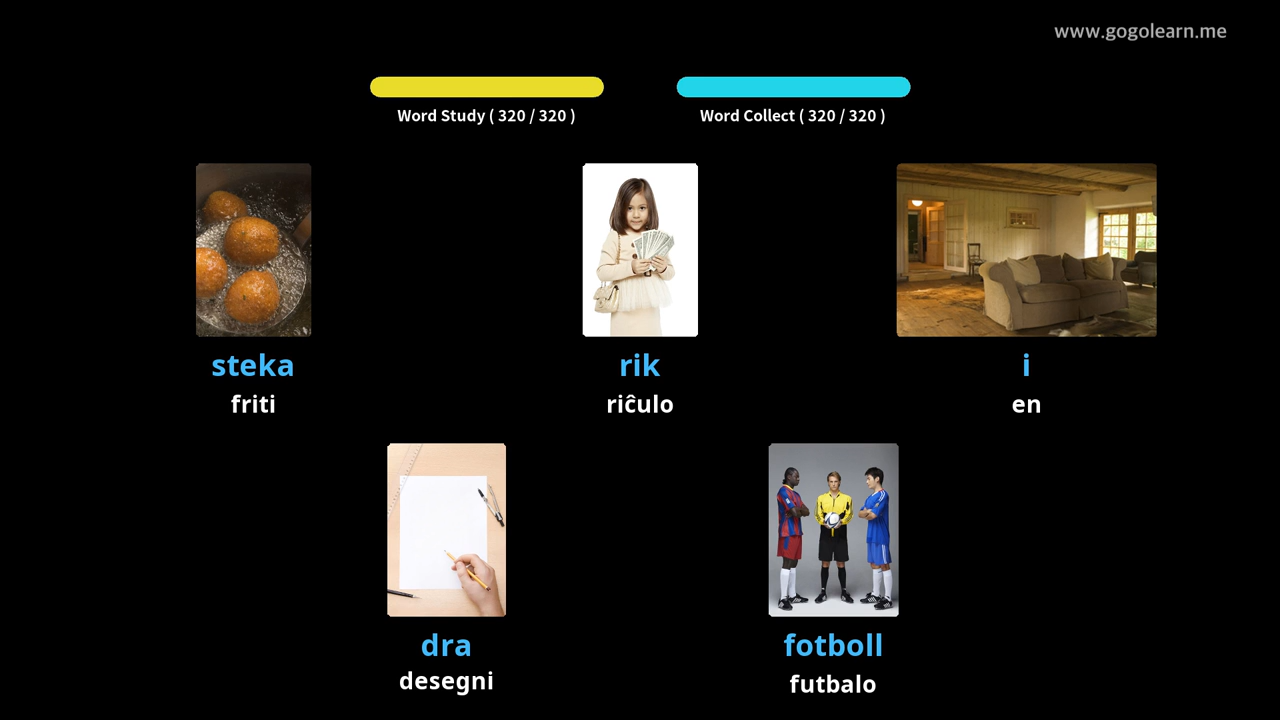 www.gogolearn.me
Word Study ( 320 / 320 )
Word Collect ( 320 / 320 )
steka
friti
rik
riĉulo
i
en
dra
desegni
fotboll
futbalo